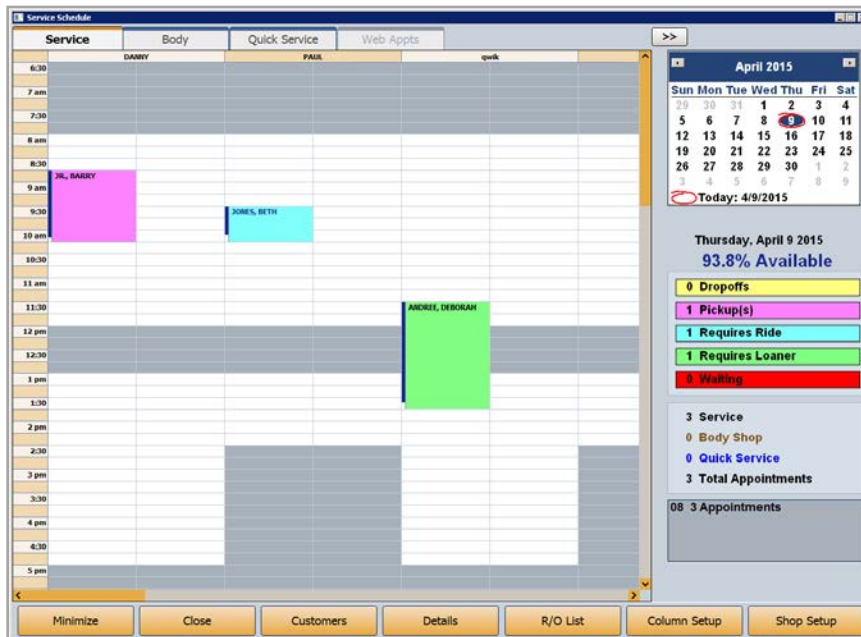 Service Schedule
Service Body Quick Service Web Appts
>>
DANNY PAUL qwik
6:30
7 am
7:30
8 am
8:30
9 am
9:30
10 am
10:30
11 am
11:30
12 pm
12:30
1 pm
1:30
2 pm
2:30
3 pm
3:30
4 pm
4:30
5 pm
JR., BARRY
JONES, BETH
ANDREE, DEBORAH
April 2015
Sun Mon Tue Wed Thu Fri Sat
29 30 31 1 2 3 4
5 6 7 8 9 10 11
12 13 14 15 16 17 18
19 20 21 22 23 24 25
26 27 28 29 30 1 2
3 4 5 6 7 8 9
Today: 4/9/2015
Thursday, April 9 2015
93.8% Available
0 Dropoffs
1 Pickup(s)
1 Requires Ride
1 Requires Loaner
0 Waiting
3 Service
0 Body Shop
0 Quick Service
3 Total Appointments
08 3 Appointments
Minimize Close Customers Details R/O List Column Setup Shop Setup